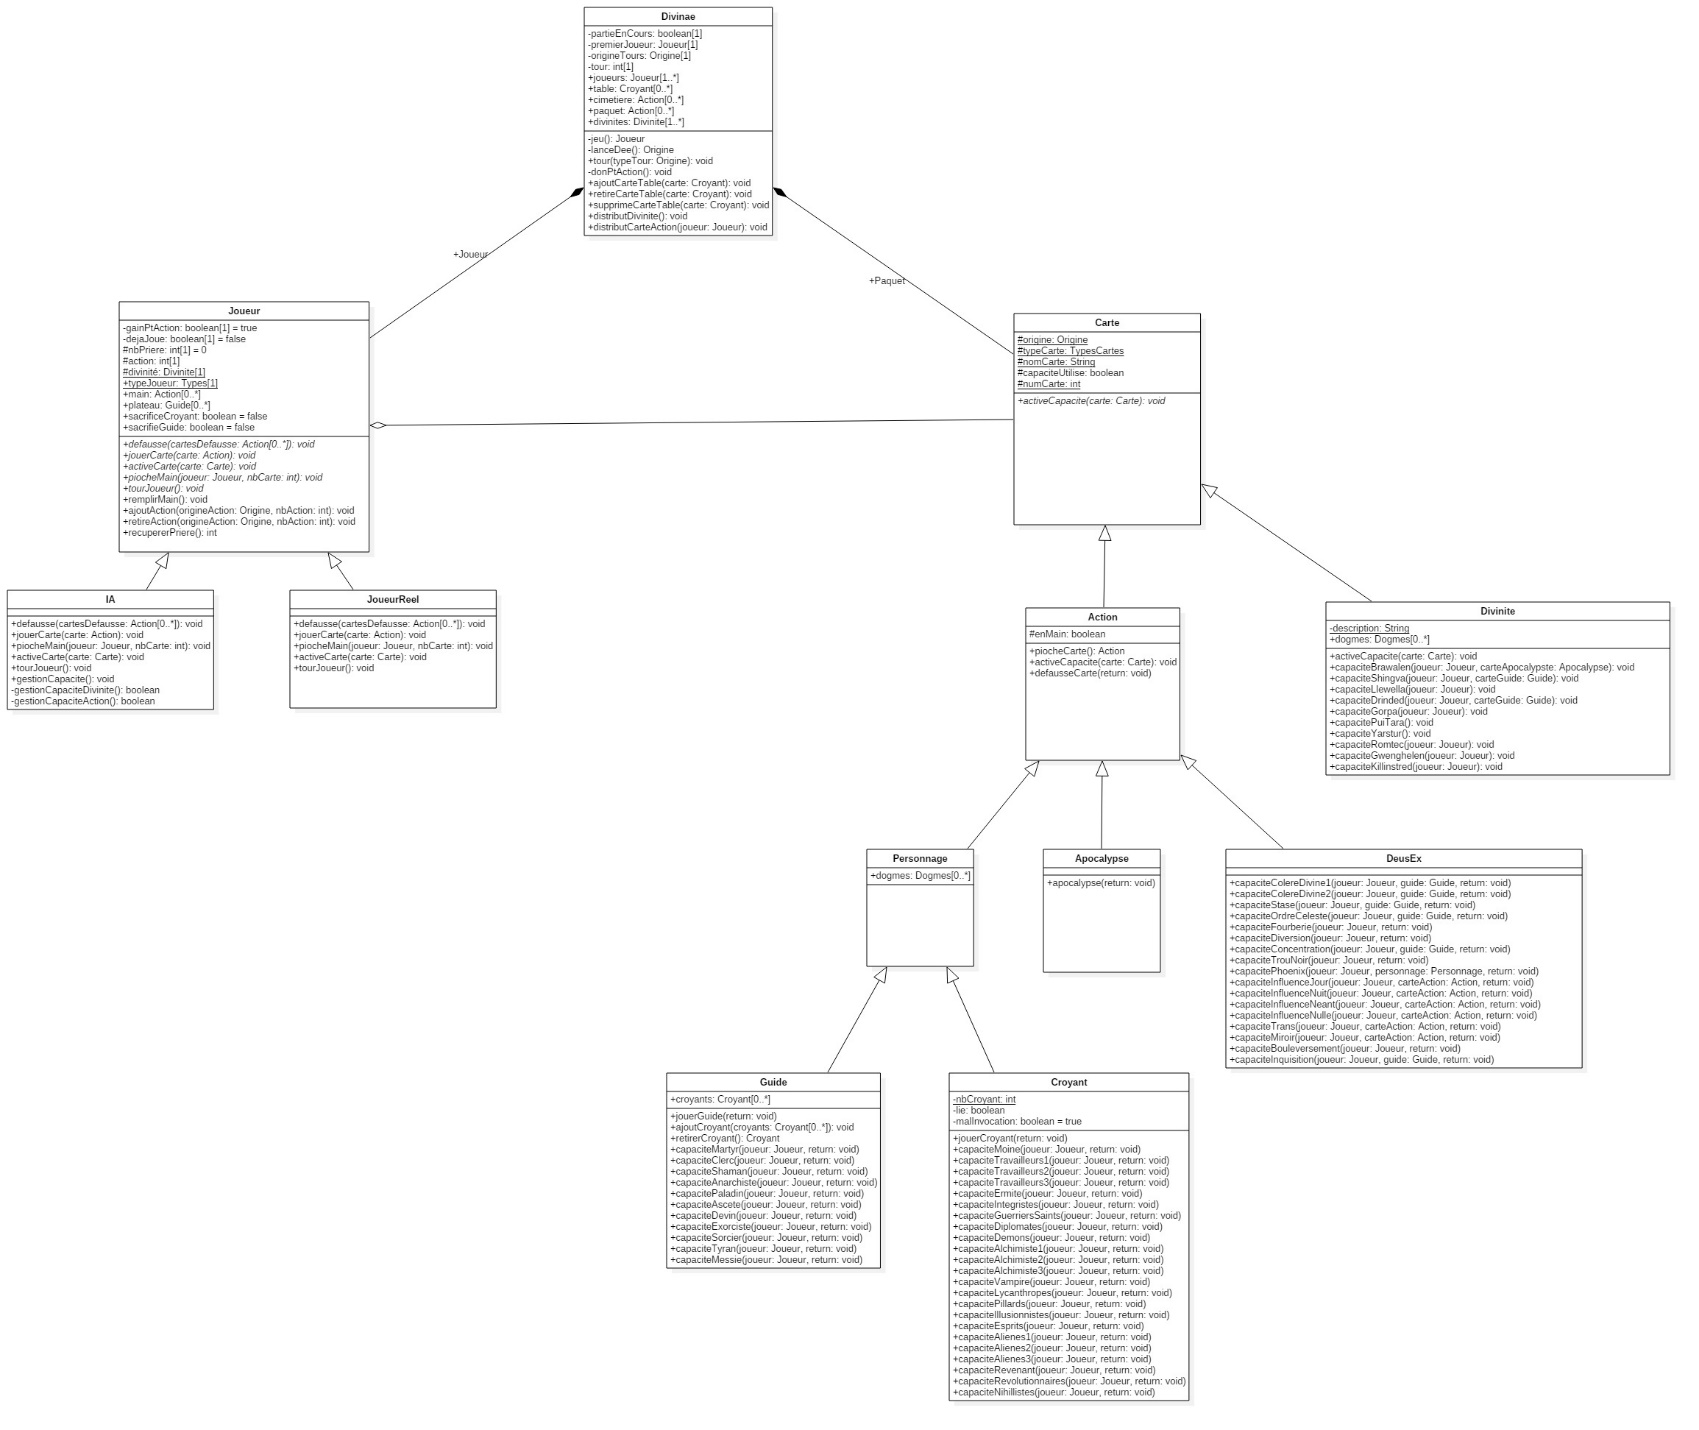 Divinae
-partieEnCours: boolean[1]
-premierJoueur: Joueur[1]
-origineTours: Origine[1]
-tour: int[1]
+joueurs: Joueur[1..*]
+table: Croyant[0..*]
+cimetiere: Action[0..*]
+paquet: Action[0..*]
+divinites: Divinite[1..*]
-jeu(): Joueur
-lanceDee(): Origine
+tour(typeTour: Origine): void
-donPtAction(): void
+ajoutCarteTable(carte: Croyant): void
+retireCarteTable(carte: Croyant): void
+supprimeCarteTable(carte: Croyant): void
+distributDivinite(): void
+distributCarteAction(joueur: Joueur): void
+Joueur
+Paquet
Joueur
-gainPtAction: boolean[1] = true
-dejaJoue: boolean[1] = false
#nbPriere: int[1] = 0
#action: int[1]
#divinité: Divinite[1]
+typeJoueur: Types[1]
+main: Action[0..*]
+plateau: Guide[0..*]
+sacrificeCroyant: boolean = false
+sacrifieGuide: boolean = false
+defausse(cartesDefausse: Action[0..*]): void
+jouerCarte(carte: Action): void
+activeCarte(carte: Carte): void
+piocheMain(joueur: Joueur, nbCarte: int): void
+tourJoueur(): void
+remplirMain(): void
+ajoutAction(origineAction: Origine, nbAction: int): void
+retireAction(origineAction: Origine, nbAction: int): void
+recupererPriere(): int
Carte
#origine: Origine
#typeCarte: TypesCartes
#nomCarte: String
#capaciteUtilise: boolean
#numCarte: int
+activeCapacite(carte: Carte): void
IA
+defausse(cartesDefausse: Action[0..*]): void
+jouerCarte(carte: Action): void
+piocheMain(joueur: Joueur, nbCarte: int): void
+activeCarte(carte: Carte): void
+tourJoueur(): void
+gestionCapacite(): void
-gestionCapaciteDivinite(): boolean
-gestionCapaciteAction(): boolean
JoueurReel
+defausse(cartesDefausse: Action[0..*]): void
+jouerCarte(carte: Action): void
+piocheMain(joueur: Joueur, nbCarte: int): void
+activeCarte(carte: Carte): void
+tourJoueur(): void
Action
#enMain: boolean
+piocheCarte(): Action
+activeCapacite(carte: Carte): void
+defausseCarte(return: void)
Divinite
-description: String
+dogmes: Dogmes[0..*]
+activeCapacite(carte: Carte): void
+capaciteBrawalen(joueur: Joueur, carteApocalypste: Apocalypse): void
+capaciteShingva(joueur: Joueur, carteGuide: Guide): void
+capaciteLlewella(joueur: Joueur): void
+capaciteDrinded(joueur: Joueur, carteGuide: Guide): void
+capaciteGorpa(joueur: Joueur): void
+capacitePuiTara(): void
+capaciteYarstur(): void
+capaciteRomtec(joueur: Joueur): void
+capaciteGwenghelen(joueur: Joueur): void
+capaciteKillinstred(joueur: Joueur): void
Personnage
+dogmes: Dogmes[0..*]
Apocalypse
+apocalypse(return: void)
DeusEx
+capaciteColereDivine1(joueur: Joueur, guide: Guide, return: void)
+capaciteColereDivine2(joueur: Joueur, guide: Guide, return: void)
+capaciteStase(joueur: Joueur, guide: Guide, return: void)
+capaciteOrdreCeleste(joueur: Joueur, guide: Guide, return: void)
+capaciteFourberie(joueur: Joueur, return: void)
+capaciteDiversion(joueur: Joueur, return: void)
+capaciteConcentration(joueur: Joueur, guide: Guide, return: void)
+capaciteTrouNoir(joueur: Joueur, return: void)
+capacitePhoenix(joueur: Joueur, personnage: Personnage, return: void)
+capaciteInfluenceJour(joueur: Joueur, carteAction: Action, return: void)
+capaciteInfluenceNuit(joueur: Joueur, carteAction: Action, return: void)
+capaciteInfluenceNeant(joueur: Joueur, carteAction: Action, return: void)
+capaciteInfluenceNulle(joueur: Joueur, carteAction: Action, return: void)
+capaciteTrans(joueur: Joueur, carteAction: Action, return: void)
+capaciteMiroir(joueur: Joueur, carteAction: Action, return: void)
+capaciteBouleversement(joueur: Joueur, return: void)
+capaciteInquisition(joueur: Joueur, guide: Guide, return: void)
Guide
+croyants: Croyant[0..*]
+jouerGuide(return: void)
+ajoutCroyant(croyants: Croyant[0..*]): void
+retirerCroyant(): Croyant
+capaciteMartyr(joueur: Joueur, return: void)
+capaciteClerc(joueur: Joueur, return: void)
+capaciteShaman(joueur: Joueur, return: void)
+capaciteAnarchiste(joueur: Joueur, return: void)
+capacitePaladin(joueur: Joueur, return: void)
+capaciteAscete(joueur: Joueur, return: void)
+capaciteDevin(joueur: Joueur, return: void)
+capaciteExorciste(joueur: Joueur, return: void)
+capaciteSorcier(joueur: Joueur, return: void)
+capaciteTyran(joueur: Joueur, return: void)
+capaciteMessie(joueur: Joueur, return: void)
Croyant
-nbCroyant: int
-lie: boolean
-malInvocation: boolean = true
+jouerCroyant(return: void)
+capaciteMoine(joueur: Joueur, return: void)
+capaciteTravailleurs1(joueur: Joueur, return: void)
+capaciteTravailleurs2(joueur: Joueur, return: void)
+capaciteTravailleurs3(joueur: Joueur, return: void)
+capaciteErmite(joueur: Joueur, return: void)
+capaciteIntegristes(joueur: Joueur, return: void)
+capaciteGuerriersSaints(joueur: Joueur, return: void)
+capaciteDiplomates(joueur: Joueur, return: void)
+capaciteDemons(joueur: Joueur, return: void)
+capaciteAlchimiste1(joueur: Joueur, return: void)
+capaciteAlchimiste2(joueur: Joueur, return: void)
+capaciteAlchimiste3(joueur: Joueur, return: void)
+capaciteVampire(joueur: Joueur, return: void)
+capaciteLycanthropes(joueur: Joueur, return: void)
+capacitePillards(joueur: Joueur, return: void)
+capaciteIllusionnistes(joueur: Joueur, return: void)
+capaciteEsprits(joueur: Joueur, return: void)
+capaciteAlienes1(joueur: Joueur, return: void)
+capaciteAlienes2(joueur: Joueur, return: void)
+capaciteAlienes3(joueur: Joueur, return: void)
+capaciteRevenant(joueur: Joueur, return: void)
+capaciteRevolutionnaires(joueur: Joueur, return: void)
+capaciteNihillistes(joueur: Joueur, return: void)